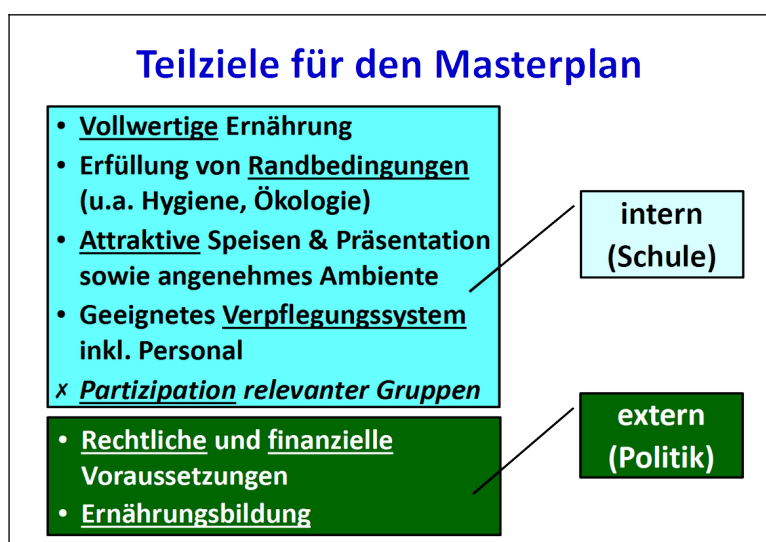 Teilziele für den Masterplan
• Vollwertige Ernährung
• Erfüllung von Randbedingungen
(u.a. Hygiene, Ökologie)
• Attraktive Speisen & Präsentation
sowie angenehmes Ambiente
• Geeignetes Verpflegungssystem
inkl. Personal
✗ Partizipation relevanter Gruppen
intern
(Schule)
• Rechtliche und finanzielle
Voraussetzungen
• Ernährungsbildung
extern
(Politik)